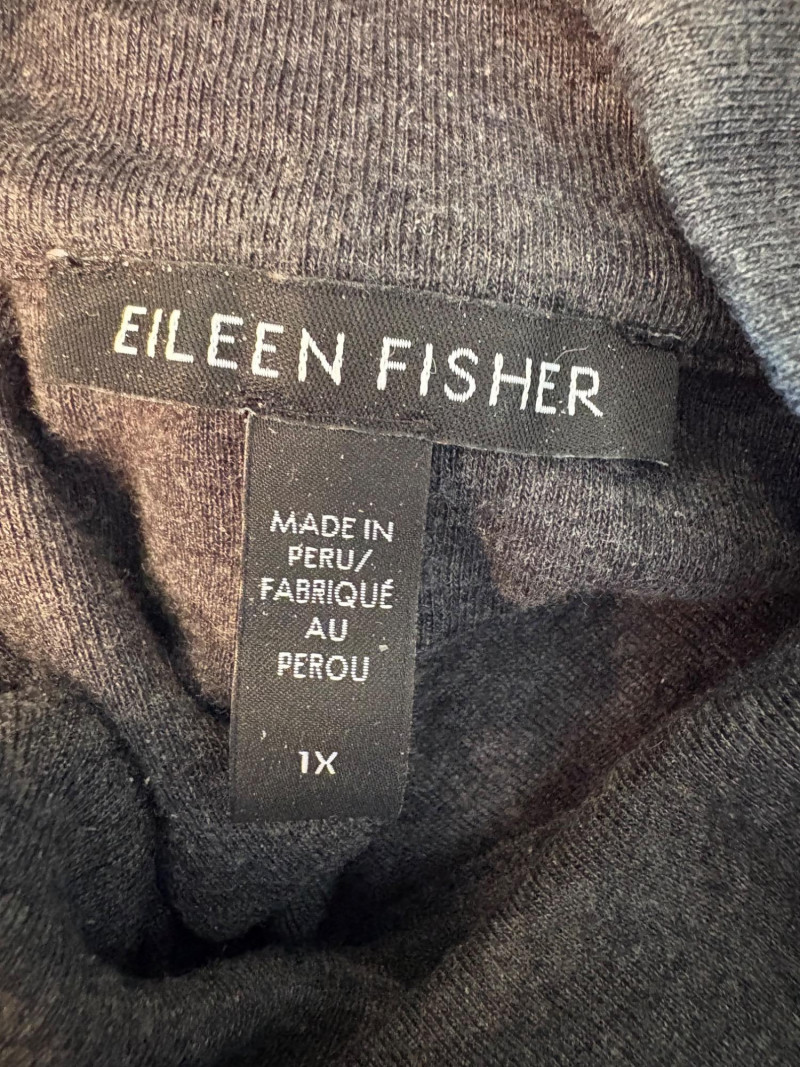 EILEEN FISHER
MADE IN
PERU/
FABRIQUÉ
AU
PEROU
1X